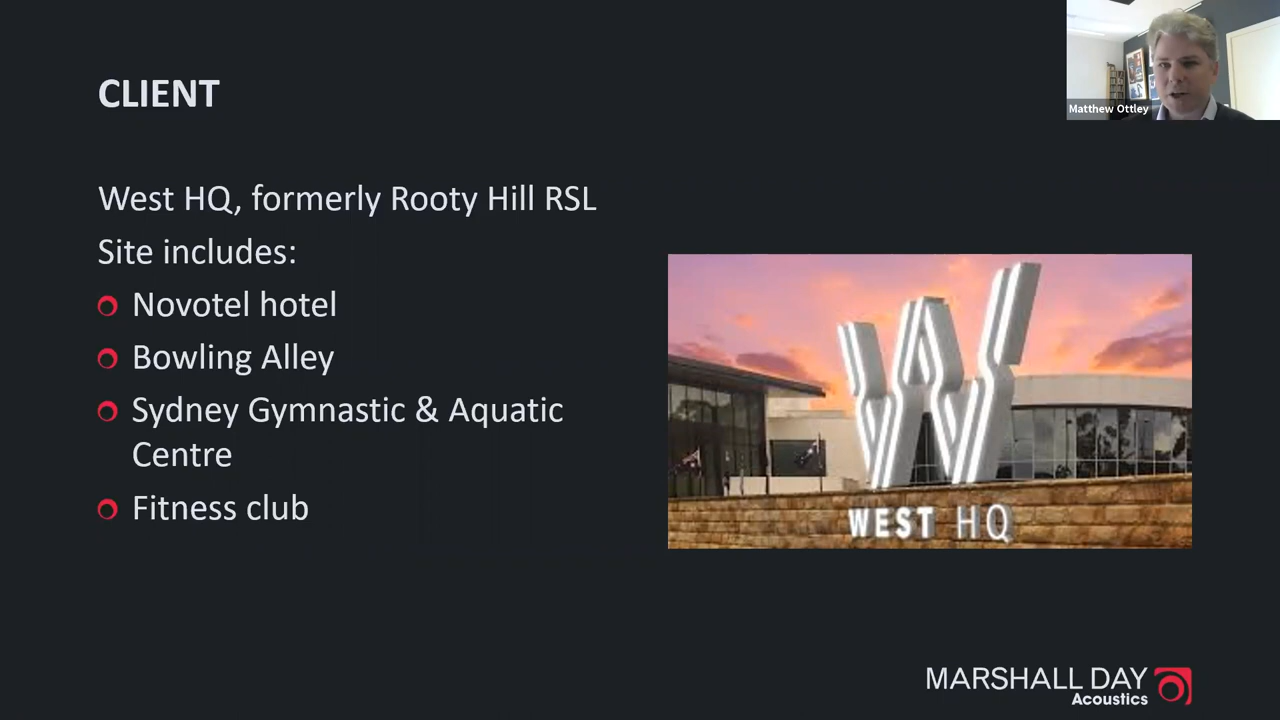 CLIENT
Matthew Ottley
West HQ, formerly Rooty Hill RSL
Site includes:
Novotel hotel
Bowling Alley
Sydney Gymnastic & Aquatic
Centre
Fitness club
W
WEST HQ
MARSHALL DAY
Acoustics